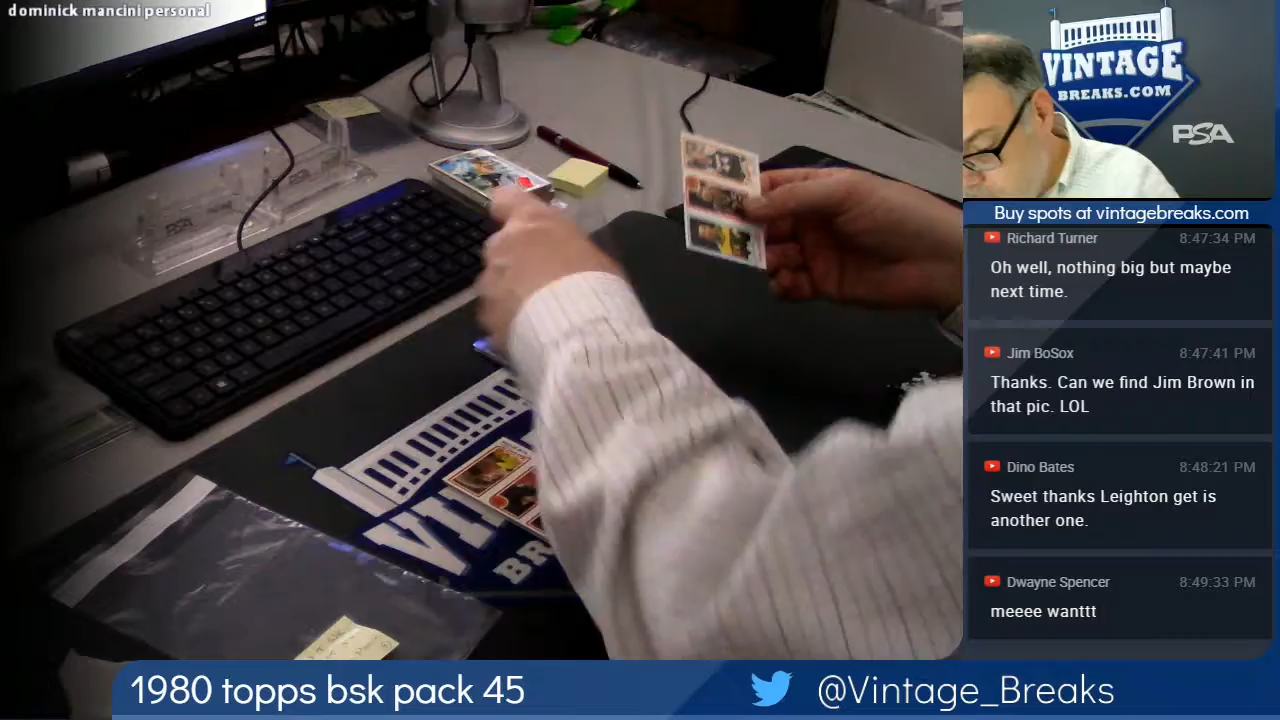 dominick mancini personal
VINTAGE
BREAKS.COM
PSA
Buy spots at vintagebreaks.com
Richard Turner 8:47:34 PM
Oh well, nothing big but maybe
next time.
Jim BoSox 8:47:41 PM
Thanks. Can we find Jim Brown in
that pic. LOL
Dino Bates 8:48:21 PM
Sweet thanks Leighton get is
another one.
Dwayne Spencer 8:49:33 PM
meeee wanttt
PSA
1980 topps bsk pack 45
@Vintage_Breaks